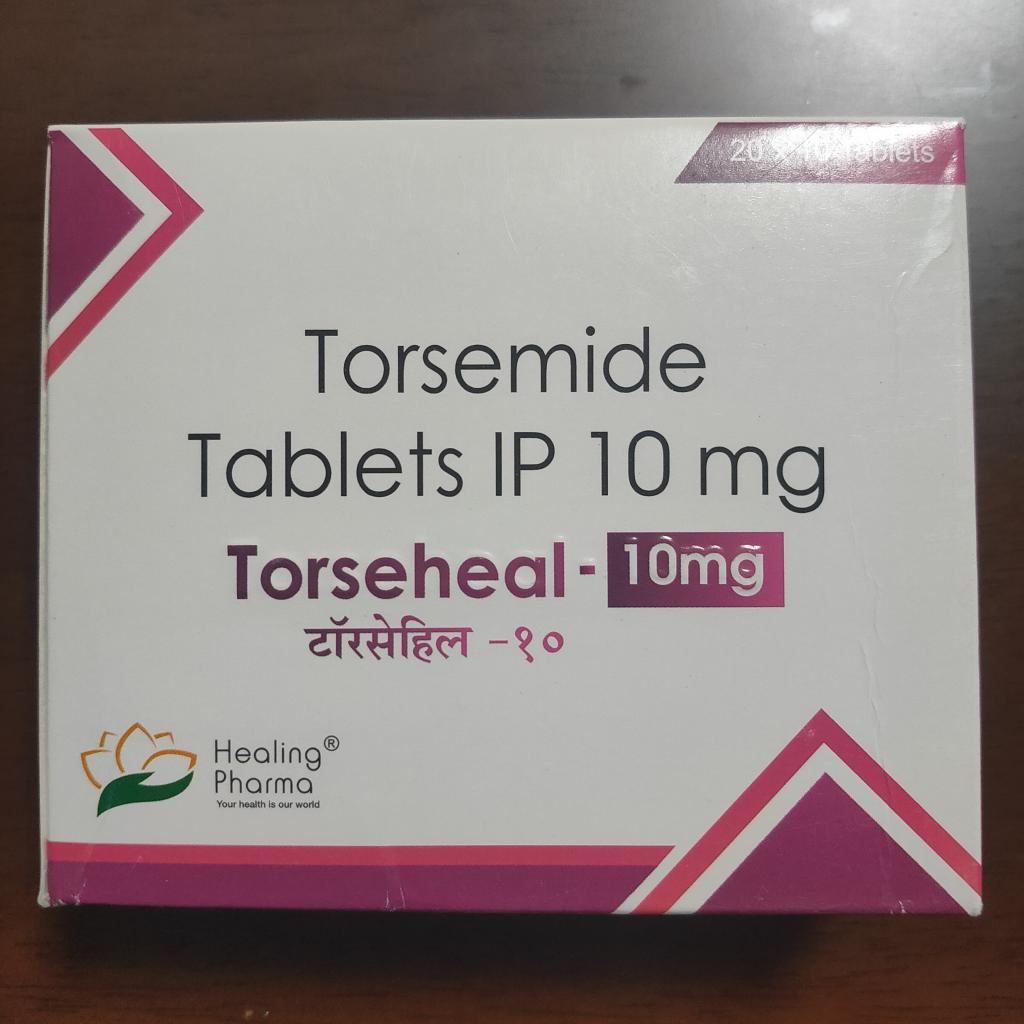 20 x 10 Tablets
Torsemide
Tablets IP 10 mg
Torseheal - 10mg
टॉरसेहिल -१०
Healing®
Pharma
Your health is our world